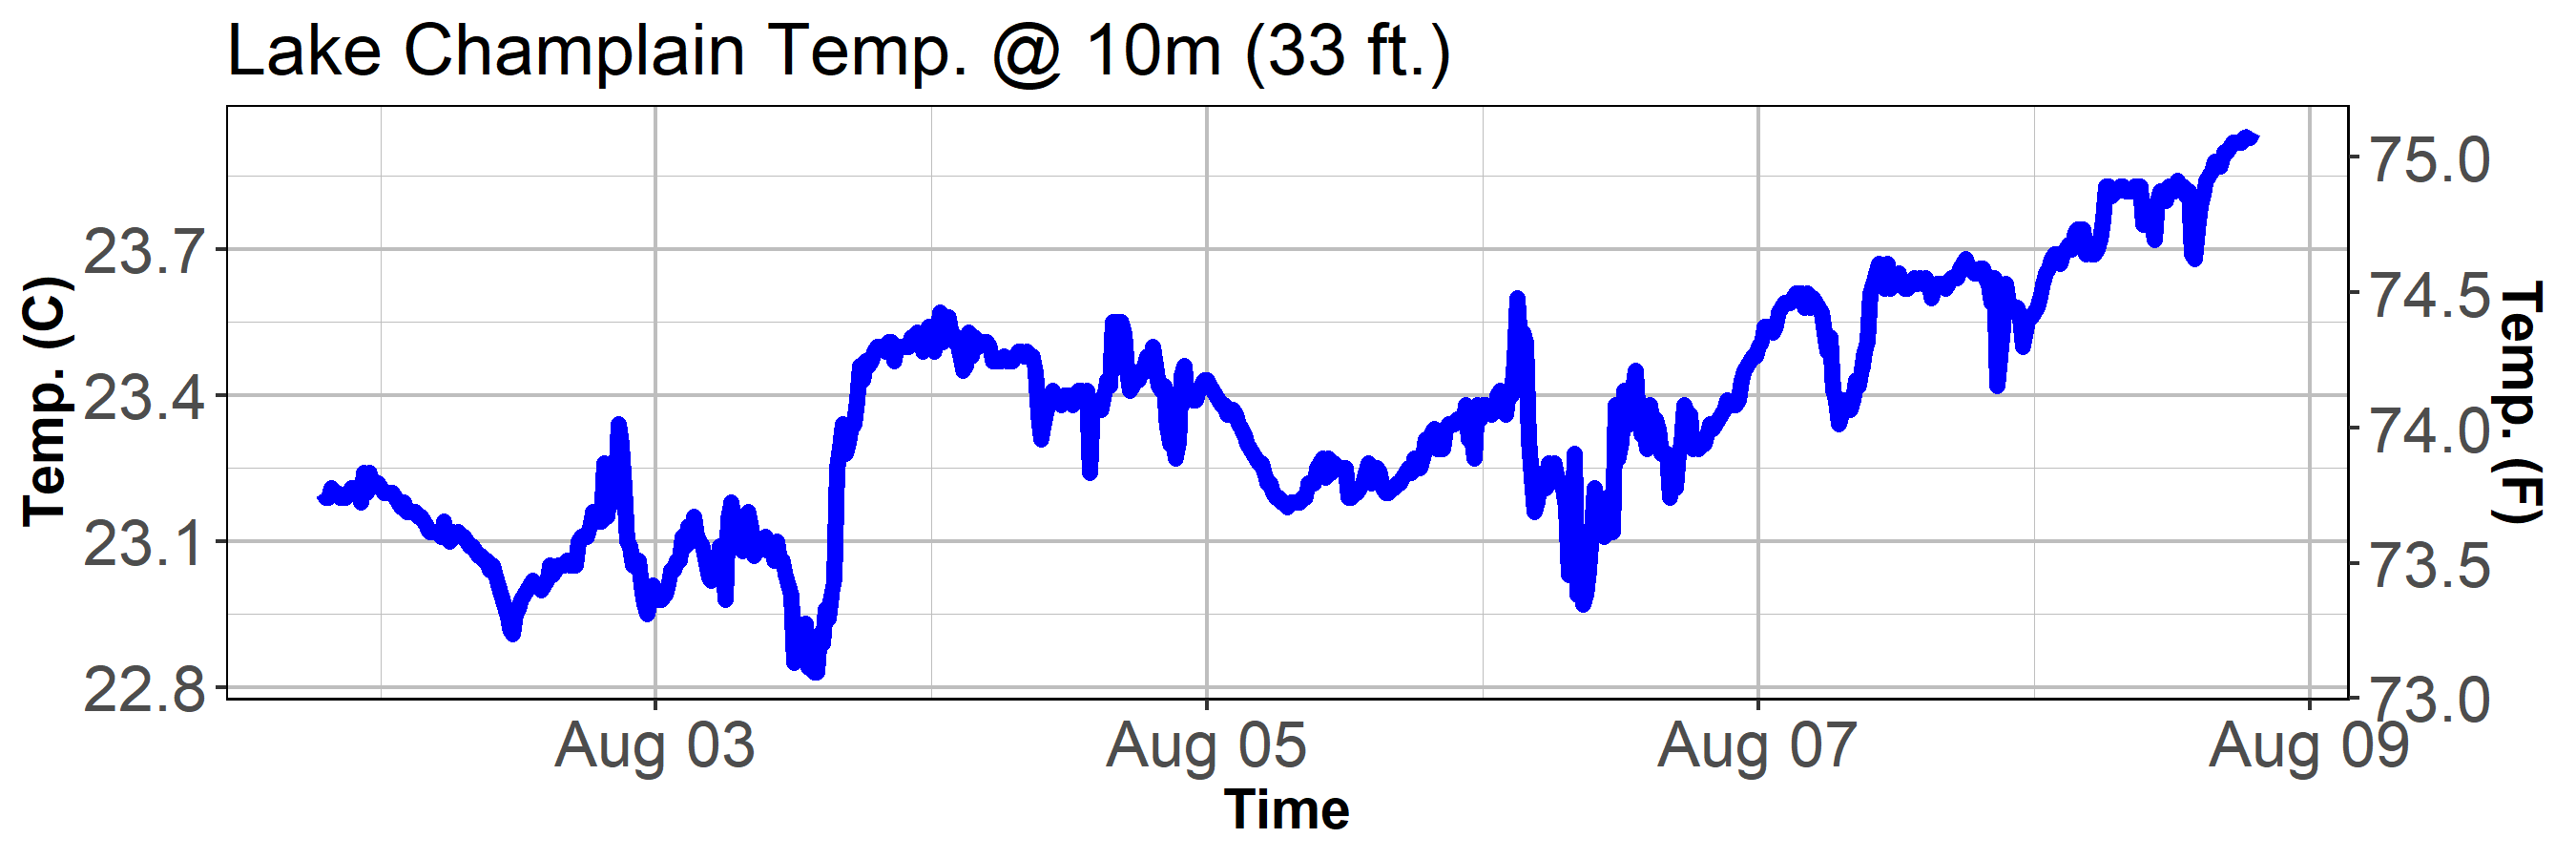 Lake Champlain Temp. @ 10m (33 ft.)
Temp. (C)
23.7
23.4
23.1
22.8
75.0
74.5
74.0
73.5
73.0
Temp. (F)
Aug 03 Aug 05 Aug 07 Aug 09
Time